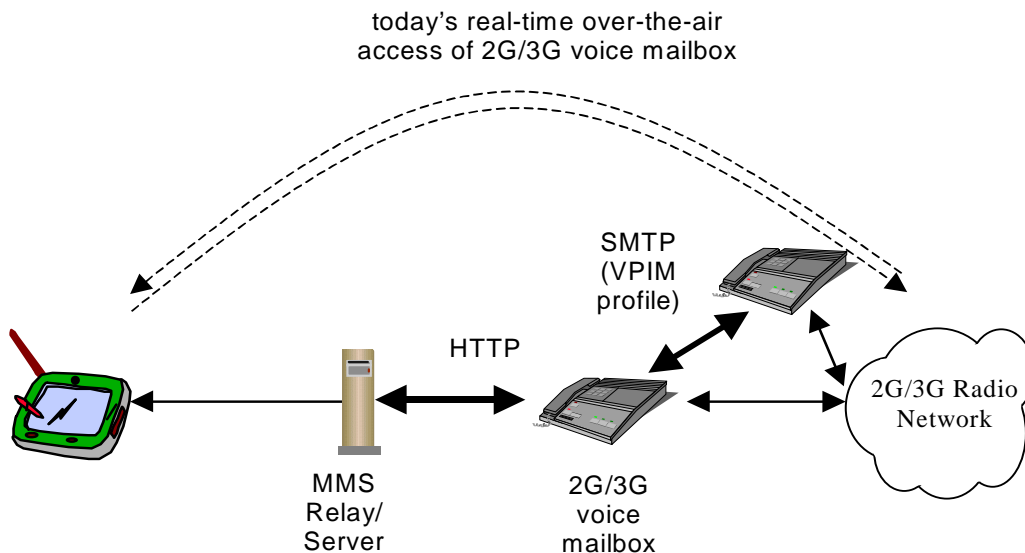 today's real-time over-the-air
access of 2G/3G voice mailbox
SMTP
(VPIM
profile)
HTTP
2G/3G Radio
Network
MMS
Relay/
Server
2G/3G
voice
mailbox